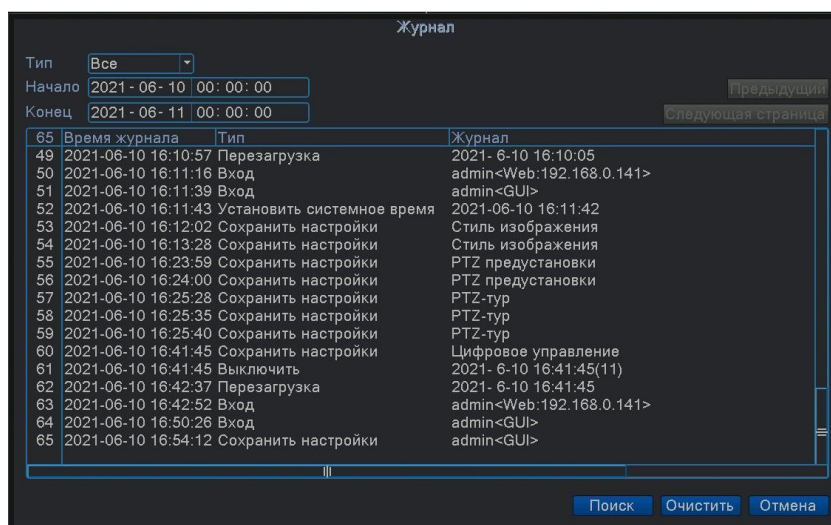 Журнал
Тип Все
Начало 2021 - 06 - 10 00: 00: 00
Предыдущий
Конец 2021 - 06 - 11 00: 00: 00
Следующая страница
65 Время журнала Тип Журнал
49 2021-06-10 16:10:57 Перезагрузка 2021- 6-10 16:10:05
50 2021-06-10 16:11:16 Вход admin<Web:192.168.0.141>
51 2021-06-10 16:11:39 Вход admin<GUI>
52 2021-06-10 16:11:43 Установить системное время 2021-06-10 16:11:42
53 2021-06-10 16:12:02 Сохранить настройки Стиль изображения
54 2021-06-10 16:13:28 Сохранить настройки Стиль изображения
55 2021-06-10 16:23:59 Сохранить настройки PTZ предустановки
56 2021-06-10 16:24:00 Сохранить настройки PTZ предустановки
57 2021-06-10 16:25:28 Сохранить настройки PTZ-тур
58 2021-06-10 16:25:35 Сохранить настройки PTZ-тур
59 2021-06-10 16:25:40 Сохранить настройки PTZ-тур
60 2021-06-10 16:41:45 Сохранить настройки Цифровое управление
61 2021-06-10 16:41:45 Выключить 2021- 6-10 16:41:45(11)
62 2021-06-10 16:42:37 Перезагрузка 2021- 6-10 16:41:45
63 2021-06-10 16:42:52 Вход admin<Web:192.168.0.141>
64 2021-06-10 16:50:26 Вход admin<GUI>
65 2021-06-10 16:54:12 Сохранить настройки admin<GUI>
Поиск Очистить Отмена